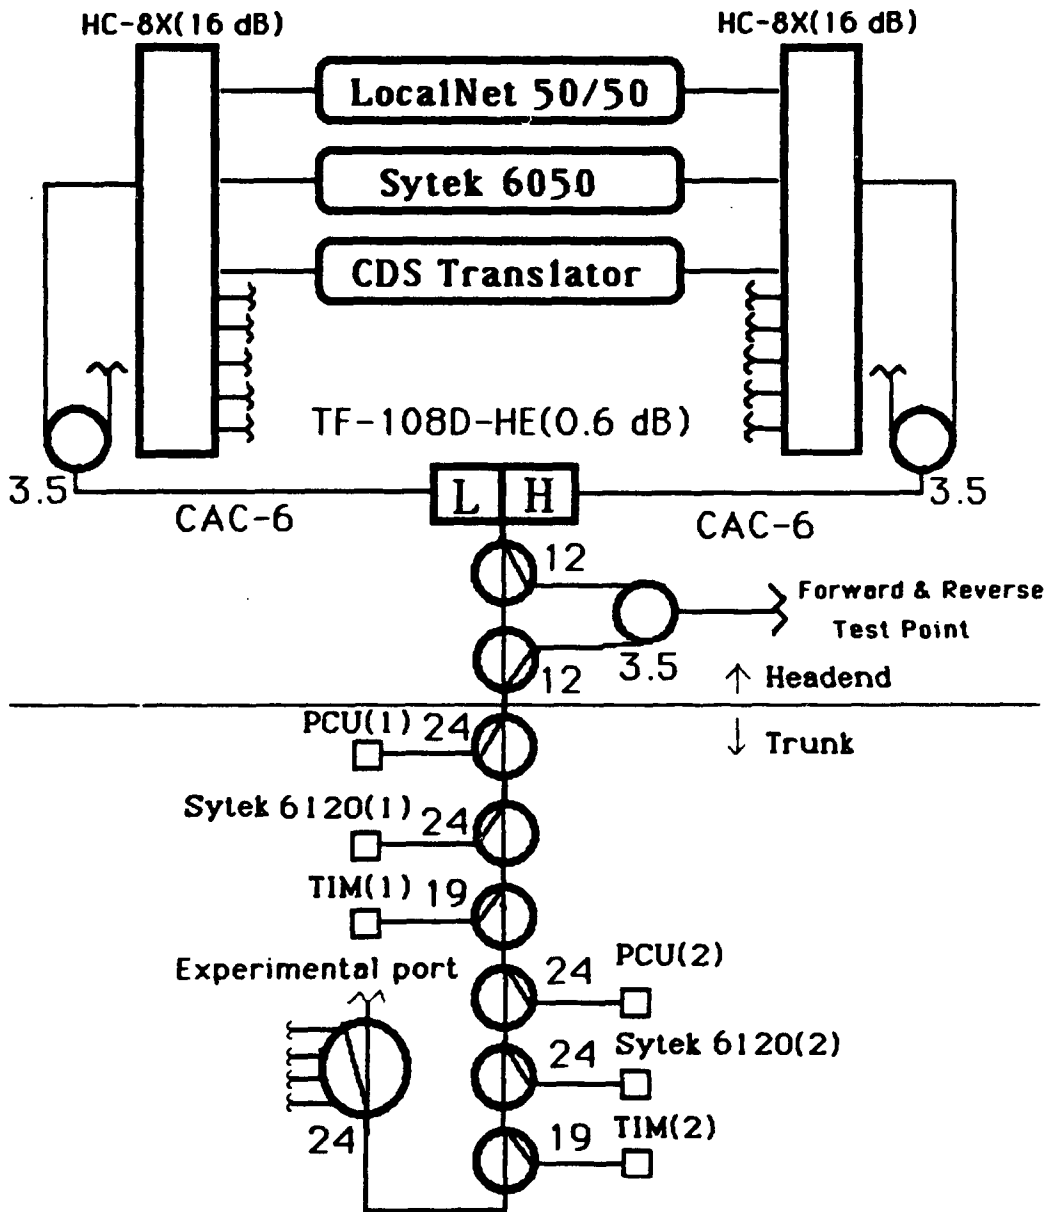 HC-8X(16 dB)
HC-8X(16 dB)
LocalNet 50/50
Sytek 6050
CDS Translator
TF-108D-HE(0.6 dB)
3.5
L H
3.5
CAC-6
CAC-6
12
Forward & Reverse
Test Point
3.5
12
↑ Headend
PCU(1) 24
↓ Trunk
Sytek 6120(1) 24
TIM(1) 19
Experimental port
24 PCU(2)
24 Sytek 6120(2)
24
19 TIM(2)